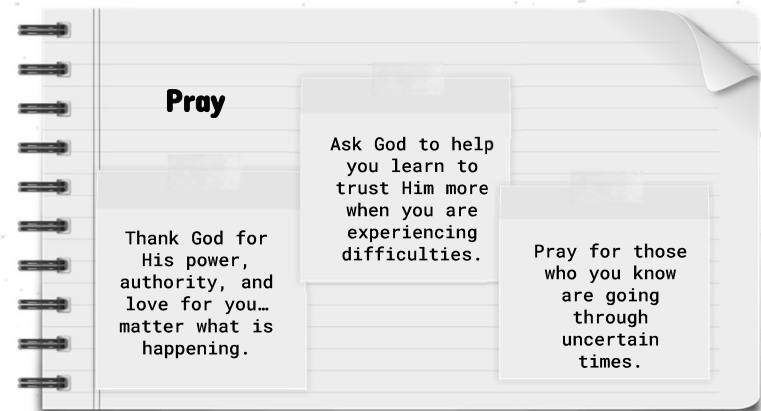 Pray
Thank God for
His power,
authority, and
love for you…
matter what is
happening.
Ask God to help
you learn to
trust Him more
when you are
experiencing
difficulties.
Pray for those
who you know
are going
through
uncertain
times.